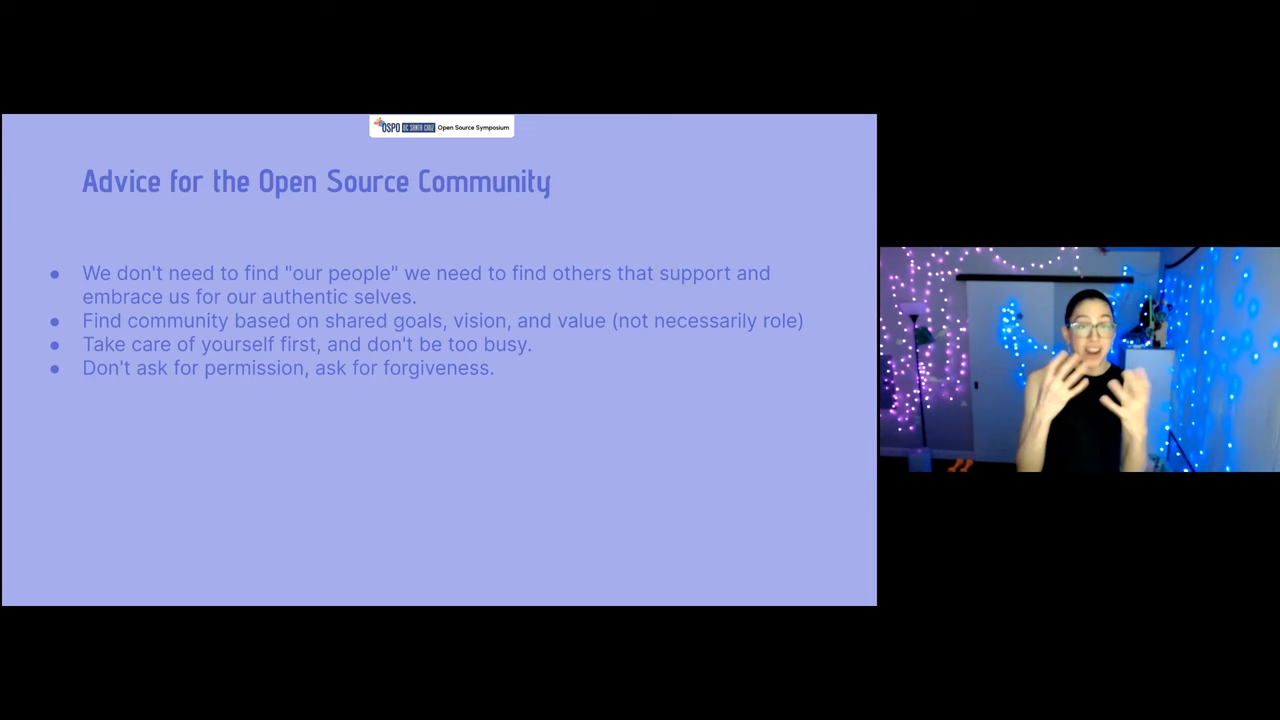 OSPO UC SANTA CRUZ Open Source Symposium
Advice for the Open Source Community
● We don't need to find "our people" we need to find others that support and
embrace us for our authentic selves.
● Find community based on shared goals, vision, and value (not necessarily role)
● Take care of yourself first, and don't be too busy.
● Don't ask for permission, ask for forgiveness.